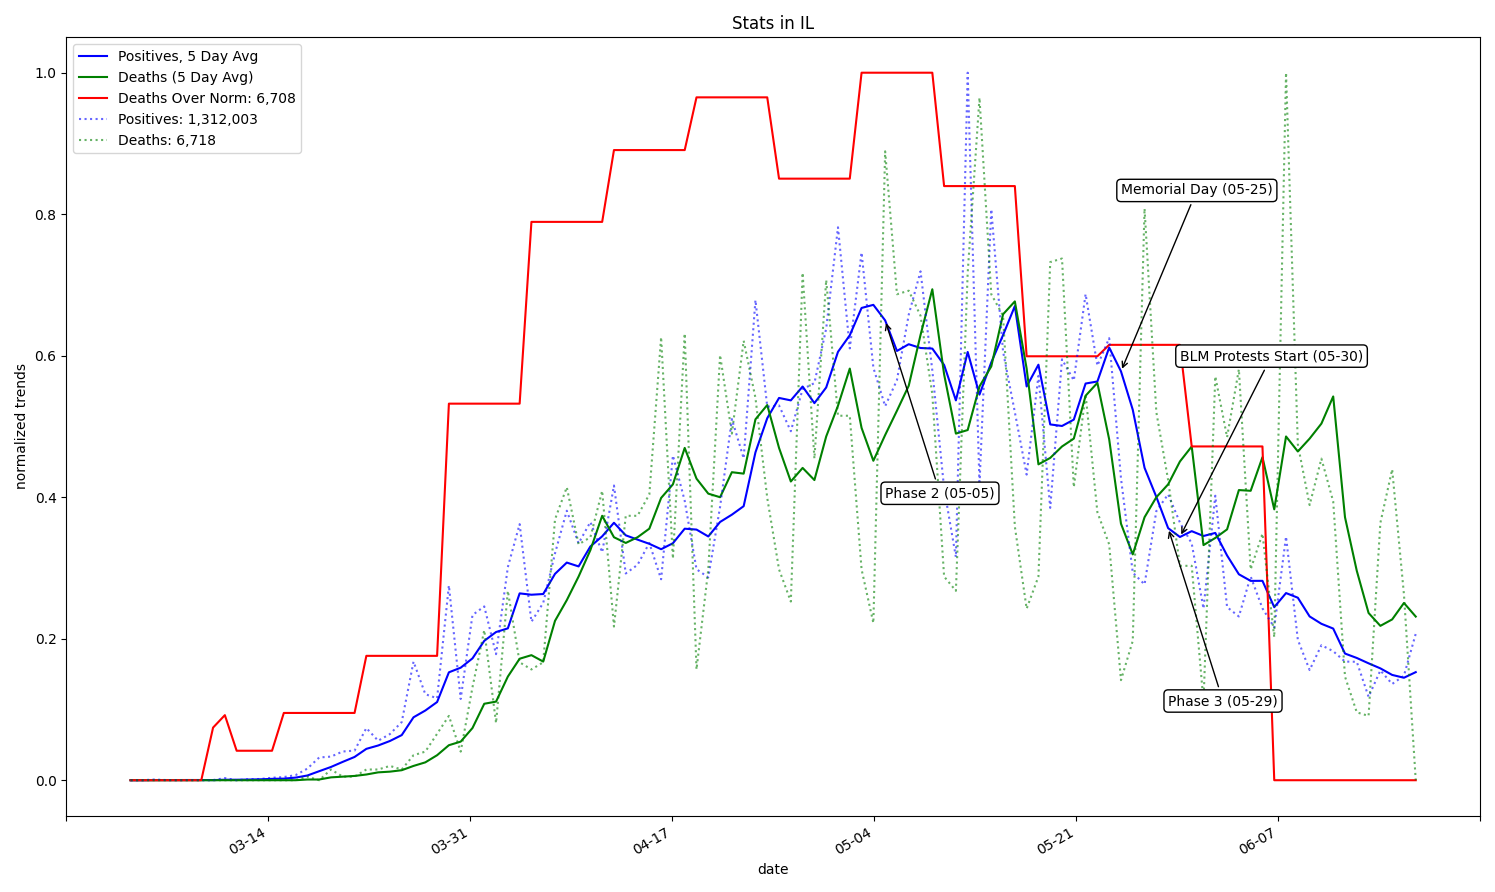 Stats in IL
Positives, 5 Day Avg
Deaths (5 Day Avg)
Deaths Over Norm: 6,708
Positives: 1,312,003
Deaths: 6,718
1.0
0.8
0.6
0.4
0.2
0.0
normalized trends
Memorial Day (05-25)
BLM Protests Start (05-30)
Phase 2 (05-05)
Phase 3 (05-29)
03-14
03-31
04-17
05-04
05-21
06-07
date